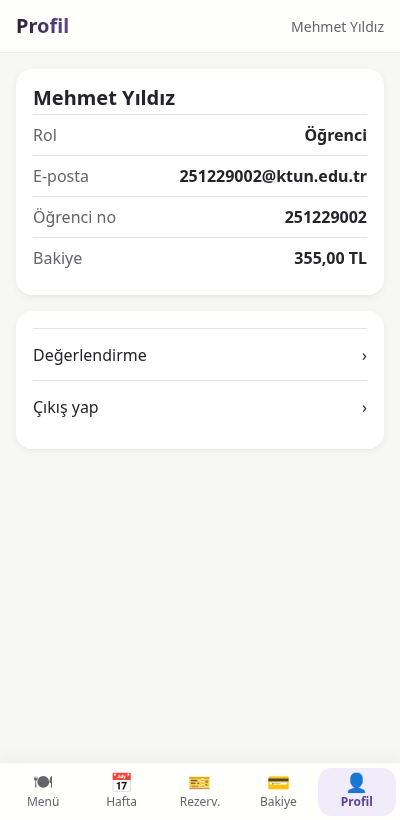 Profil
Mehmet Yıldız
Mehmet Yıldız
Rol Öğrenci
E-posta 251229002@ktun.edu.tr
Öğrenci no 251229002
Bakiye 355,00 TL
Değerlendirme ›
Çıkış yap ›
Menü Hafta Rezerv. Bakiye Profil